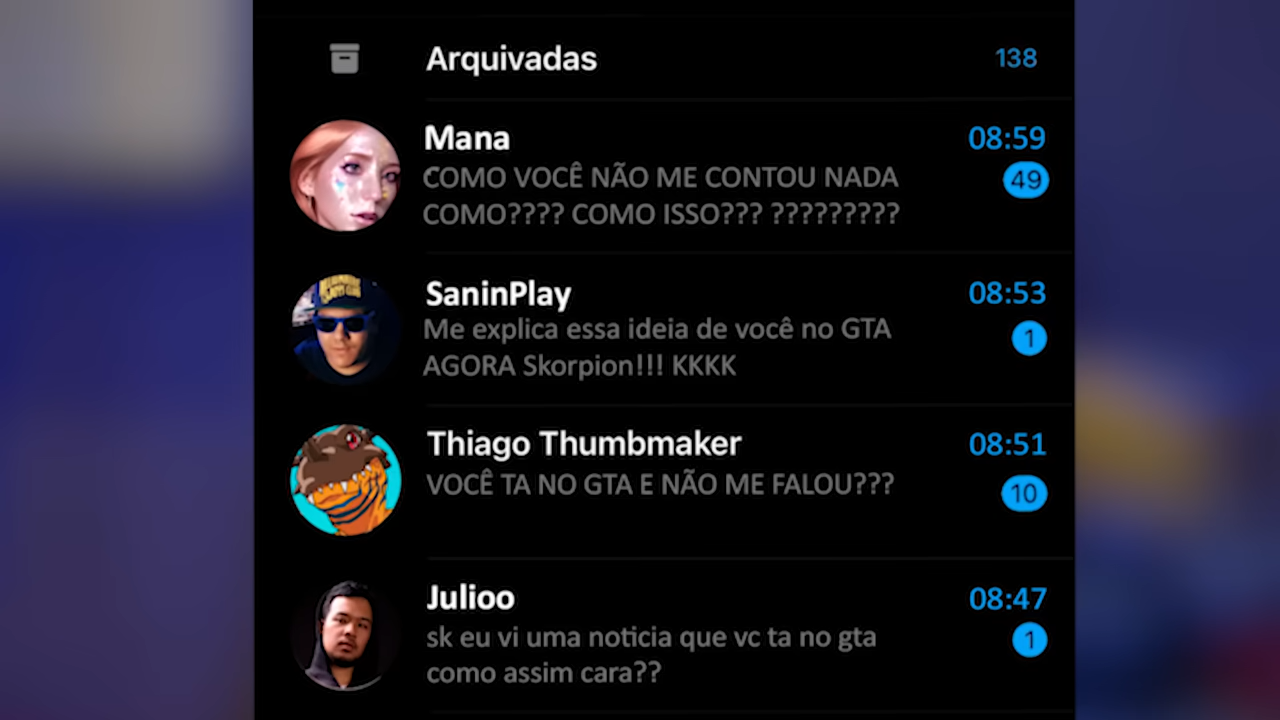 Arquivadas
138
Mana
08:59
COMO VOCÊ NÃO ME CONTOU NADA
49
COMO???? COMO ISSO??? ?????????
SaninPlay
08:53
Me explica essa ideia de você no GTA
1
AGORA Skorpion!!! KKKK
Thiago Thumbmaker
08:51
VOCÊ TA NO GTA E NÃO ME FALOU???
10
Julioo
08:47
sk eu vi uma noticia que vc ta no gta
1
como assim cara??